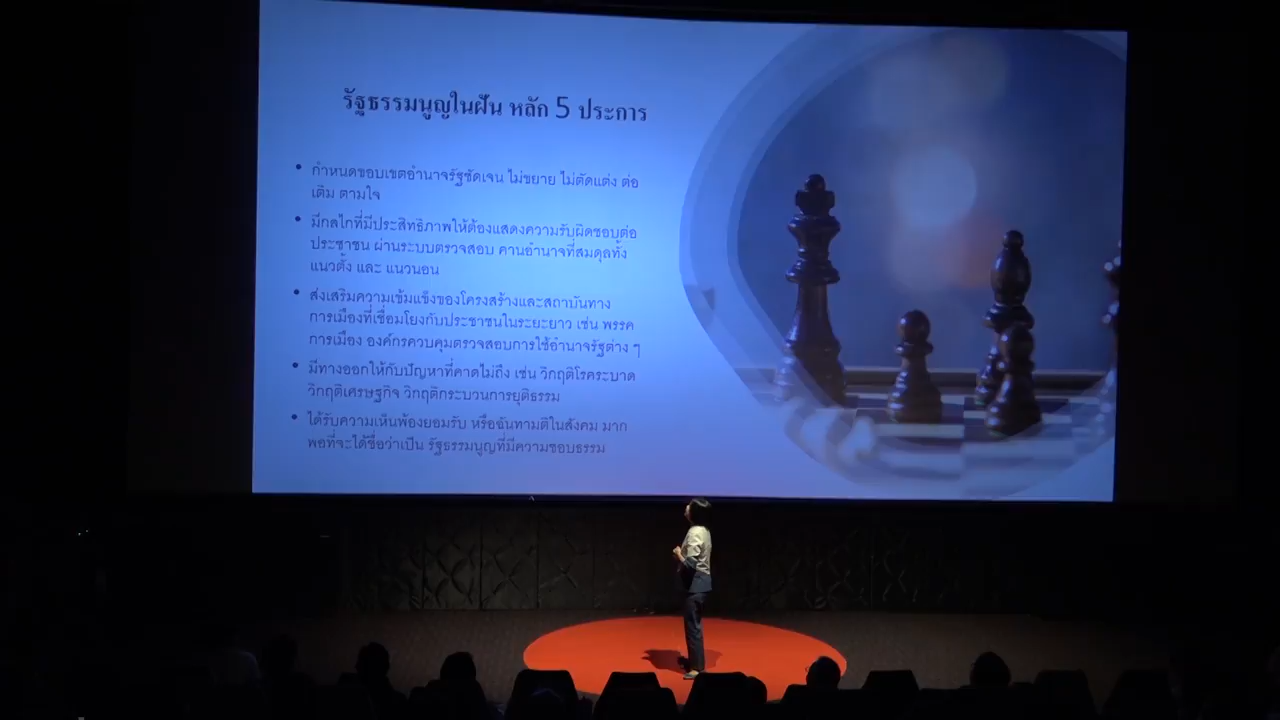 รัฐธรรมนูญในฝัน หลัก 5 ประการ
• กำหนดขอบเขตอำนาจรัฐชัดเจน ไม่ขยาย ไม่ตัดแต่ง ต่อ
เติม ตามใจ
• มีกลไกที่มีประสิทธิภาพให้ต้องแสดงความรับผิดชอบต่อ
ประชาชน ผ่านระบบตรวจสอบ คานอำนาจที่สมดุลทั้ง
แนวตั้ง และ แนวนอน
• ส่งเสริมความเข้มแข็งของโครงสร้างและสถาบันทาง
การเมืองที่เชื่อมโยงกับประชาชนในระยะยาว เช่น พรรค
การเมือง องค์กรควบคุมตรวจสอบการใช้อำนาจรัฐต่าง ๆ
• มีทางออกให้กับปัญหาที่คาดไม่ถึง เช่น วิกฤติโรคระบาด
วิกฤติเศรษฐกิจ วิกฤติกระบวนการยุติธรรม
• ได้รับความเห็นพ้องยอมรับ หรือฉันทามติในสังคม มาก
พอที่จะได้ชื่อว่าเป็น รัฐธรรมนูญที่มีความชอบธรรม